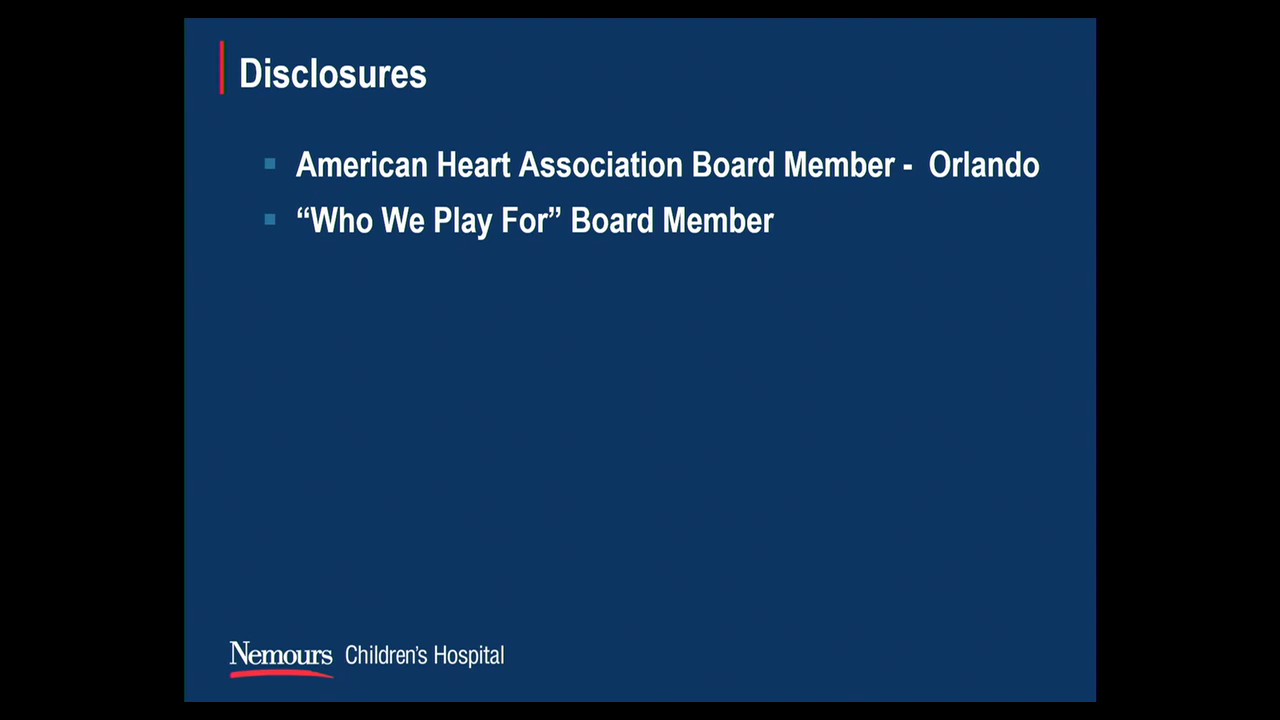 Disclosures
American Heart Association Board Member -  Orlando
“Who We Play For” Board Member
Nemours Children’s Hospital